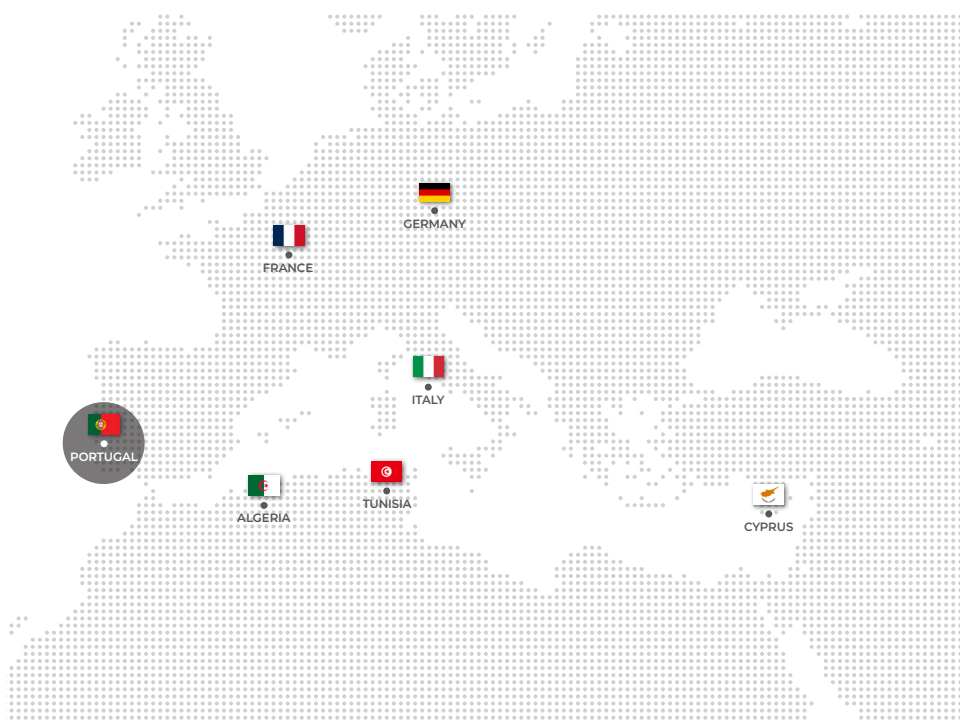 GERMANY
FRANCE
ITALY
PORTUGAL
TUNISIA
ALGERIA
CYPRUS